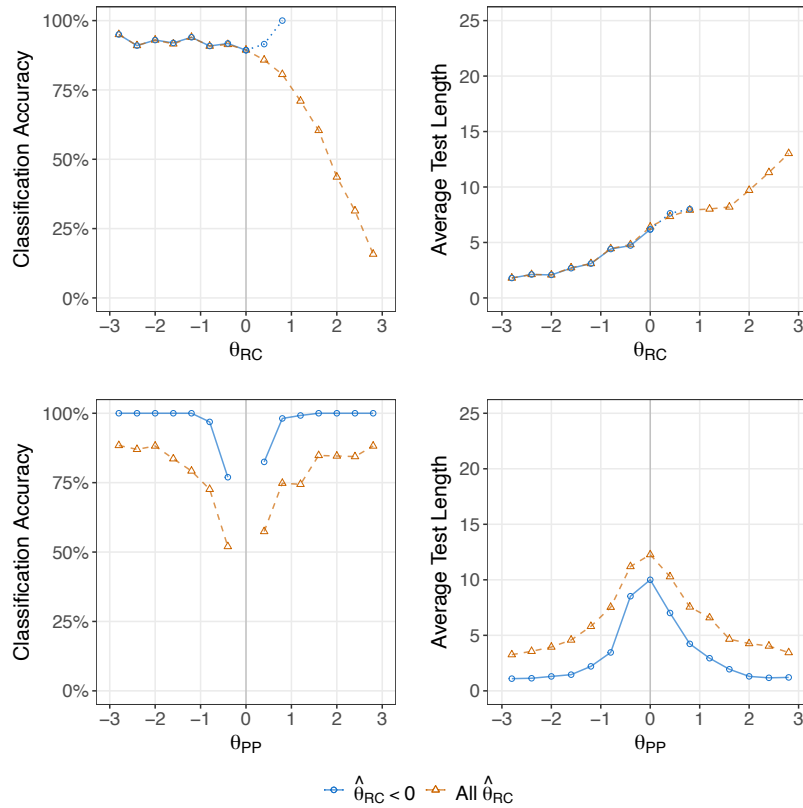 Classification Accuracy
100%
75%
50%
25%
0%
−3 −2 −1 0 1 2 3
θRC
Average Test Length
25
20
15
10
5
0
−3 −2 −1 0 1 2 3
θRC
Classification Accuracy
100%
75%
50%
25%
0%
−3 −2 −1 0 1 2 3
θPP
Average Test Length
25
20
15
10
5
0
−3 −2 −1 0 1 2 3
θPP
θ̂RC < 0 All θ̂RC